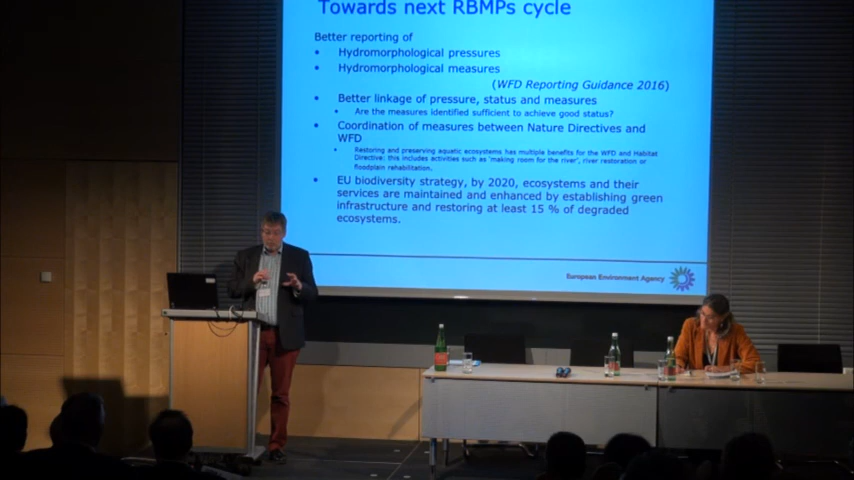 Towards next RBMPs cycle
Better reporting of
• Hydromorphological pressures
• Hydromorphological measures
(WFD Reporting Guidance 2016)
• Better linkage of pressure, status and measures
• Are the measures identified sufficient to achieve good status?
• Coordination of measures between Nature Directives and
WFD
• Restoring and preserving aquatic ecosystems has multiple benefits for the WFD and Habitat
Directive: this includes activities such as 'making room for the river', river restoration or
floodplain rehabilitation.
• EU biodiversity strategy, by 2020, ecosystems and their
services are maintained and enhanced by establishing green
infrastructure and restoring at least 15 % of degraded
ecosystems.
European Environment Agency